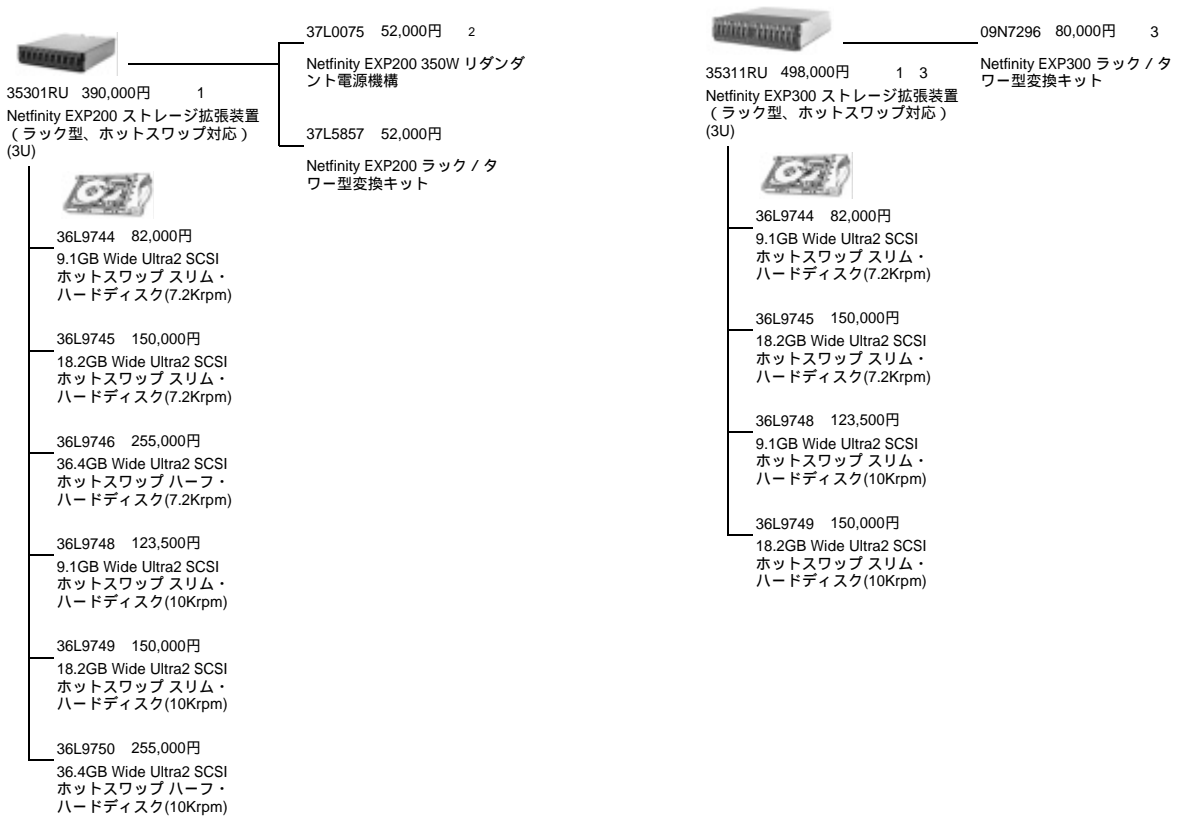 35301RU 390,000円 1
Netfinity EXP200 ストレージ拡張装置
（ラック型、ホットスワップ対応）
(3U)
37L0075 52,000円 2
Netfinity EXP200 350W リダンダ
ント電源機構
37L5857 52,000円
Netfinity EXP200 ラック / タ
ワー型変換キット
36L9744 82,000円
9.1GB Wide Ultra2 SCSI
ホットスワップ スリム・
ハードディスク(7.2Krpm)
36L9745 150,000円
18.2GB Wide Ultra2 SCSI
ホットスワップ スリム・
ハードディスク(7.2Krpm)
36L9746 255,000円
36.4GB Wide Ultra2 SCSI
ホットスワップ ハーフ・
ハードディスク(7.2Krpm)
36L9748 123,500円
9.1GB Wide Ultra2 SCSI
ホットスワップ スリム・
ハードディスク(10Krpm)
36L9749 150,000円
18.2GB Wide Ultra2 SCSI
ホットスワップ スリム・
ハードディスク(10Krpm)
36L9750 255,000円
36.4GB Wide Ultra2 SCSI
ホットスワップ ハーフ・
ハードディスク(10Krpm)
35311RU 498,000円 1 3
Netfinity EXP300 ストレージ拡張装置
（ラック型、ホットスワップ対応）
(3U)
09N7296 80,000円 3
Netfinity EXP300 ラック / タ
ワー型変換キット
36L9744 82,000円
9.1GB Wide Ultra2 SCSI
ホットスワップ スリム・
ハードディスク(7.2Krpm)
36L9745 150,000円
18.2GB Wide Ultra2 SCSI
ホットスワップ スリム・
ハードディスク(7.2Krpm)
36L9748 123,500円
9.1GB Wide Ultra2 SCSI
ホットスワップ スリム・
ハードディスク(10Krpm)
36L9749 150,000円
18.2GB Wide Ultra2 SCSI
ホットスワップ スリム・
ハードディスク(10Krpm)